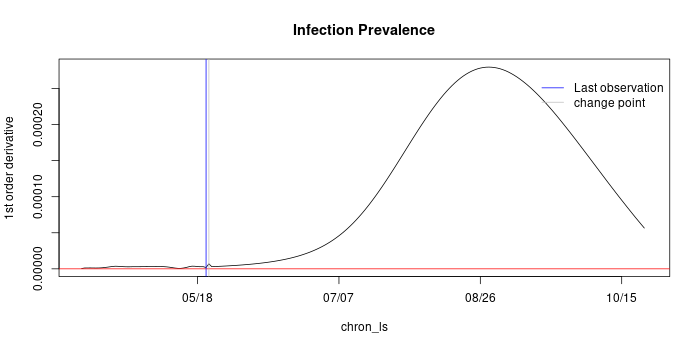 Infection Prevalence
1st order derivative
0.00000
0.00010
0.00020
Last observation
change point
05/18
07/07
08/26
10/15
chron_ls